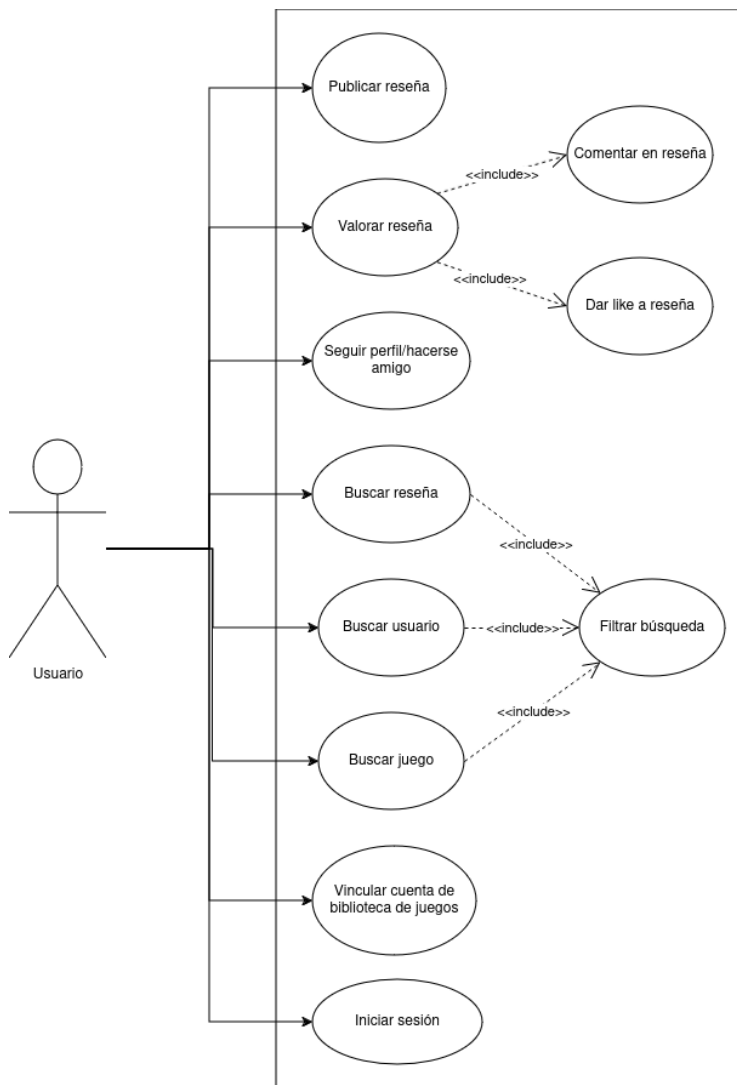 Publicar reseña
Comentar en reseña
<<include>>
Valorar reseña
<<include>>
Dar like a reseña
Seguir perfil/hacerse
amigo
Buscar reseña
<<include>>
Buscar usuario
<<include>>
Filtrar búsqueda
Usuario
<<include>>
Buscar juego
Vincular cuenta de
biblioteca de juegos
Iniciar sesión